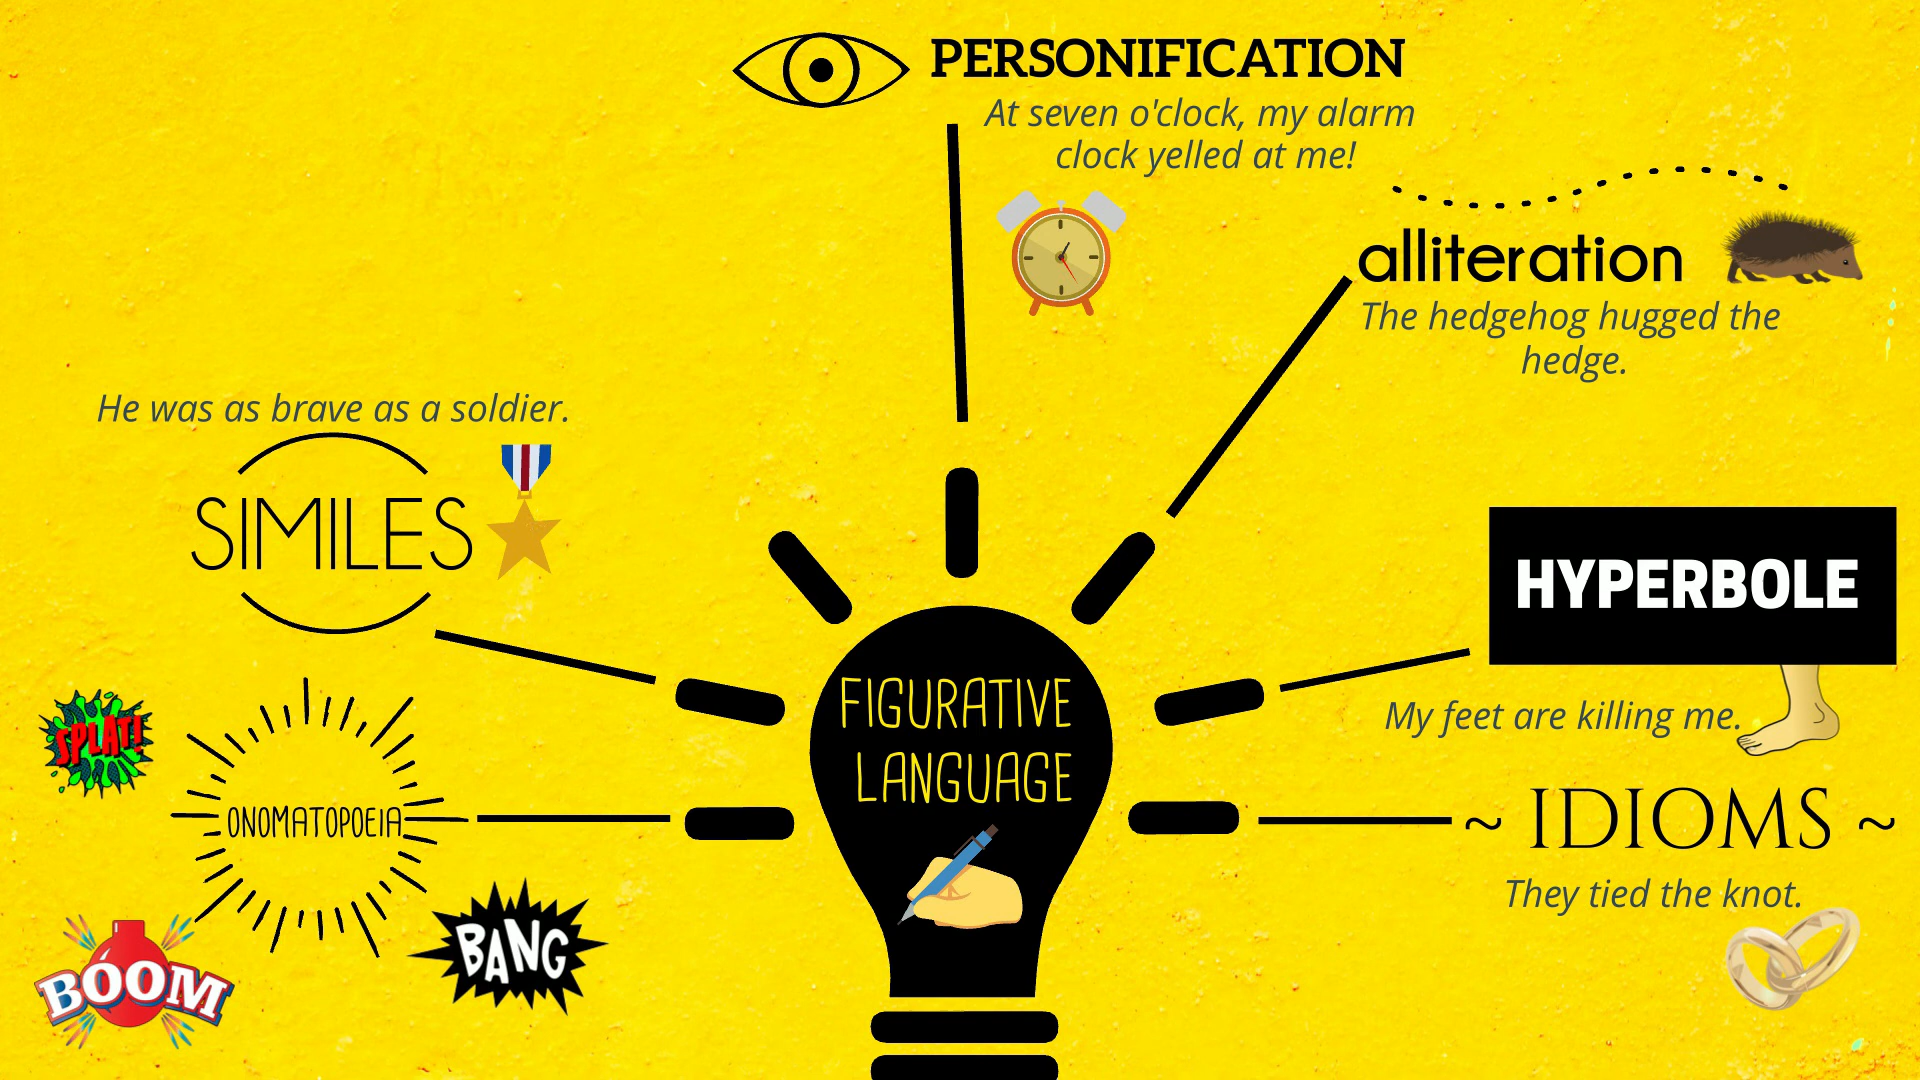 PERSONIFICATION
At seven o'clock, my alarm
clock yelled at me!
alliteration
The hedgehog hugged the
hedge.
He was as brave as a soldier.
SIMILES
HYPERBOLE
My feet are killing me.
FIGURATIVE
LANGUAGE
SPLAT!
ONOMATOPOEIA
~ IDIOMS ~
They tied the knot.
BANG
BOOM